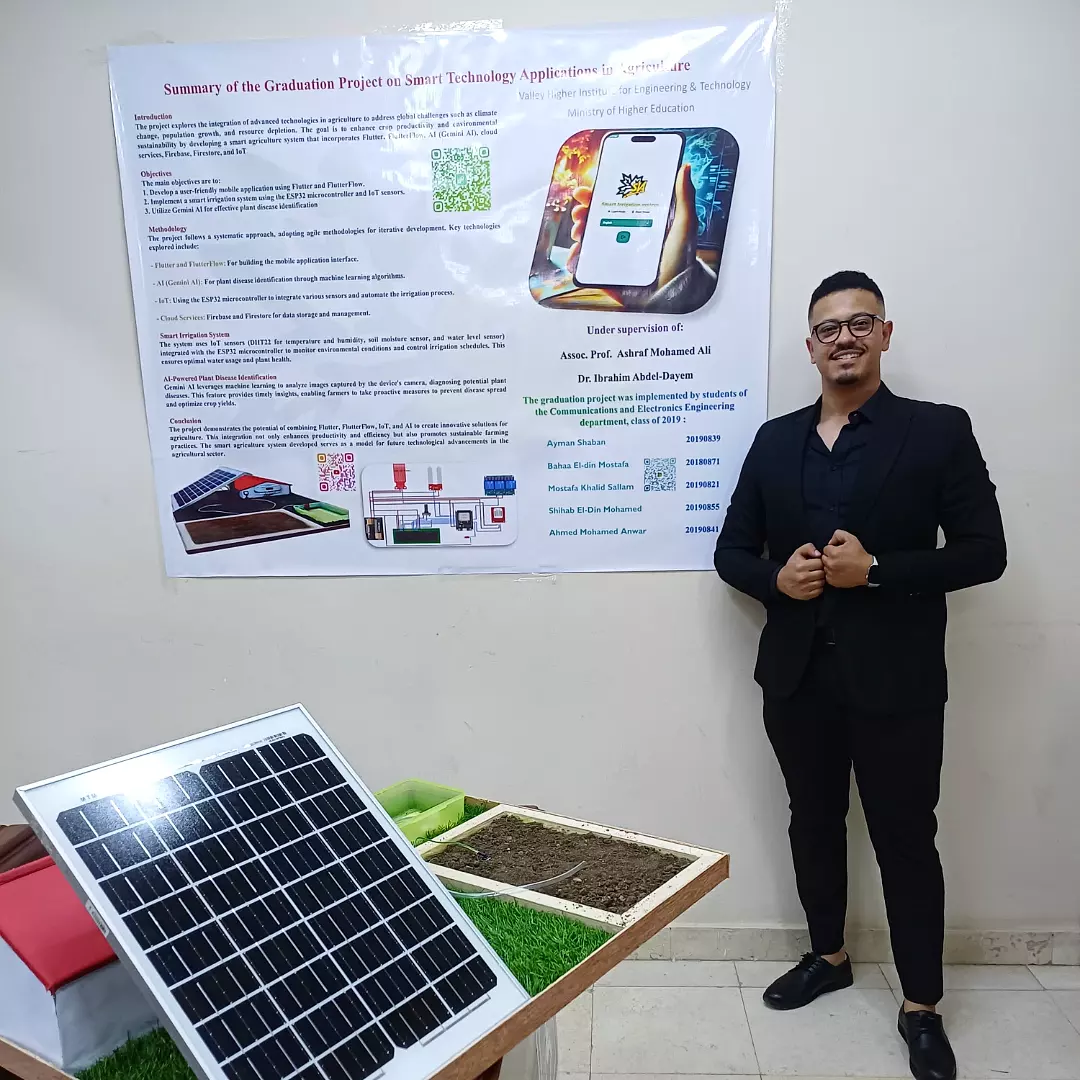 Summary of the Graduation Project on Smart Technology Applications in Agriculture
Valley Higher Institute for Engineering & Technology
Ministry of Higher Education
Introduction
The project explores the integration of advanced technologies in agriculture to address global challenges such as climate
change, population growth, and resource depletion. The goal is to enhance crop productivity and environmental
sustainability by developing a smart agriculture system that incorporates Flutter, FlutterFlow, AI (Gemini AI), cloud
services, Firebase, Firestore, and IoT
Objectives
The main objectives are to:
1. Develop a user-friendly mobile application using Flutter and FlutterFlow.
2. Implement a smart irrigation system using the ESP32 microcontroller and IoT sensors.
3. Utilize Gemini AI for effective plant disease identification
Methodology
The project follows a systematic approach, adopting agile methodologies for iterative development. Key technologies
explored include:
- Flutter and FlutterFlow: For building the mobile application interface.
- AI (Gemini AI): For plant disease identification through machine learning algorithms.
- IoT: Using the ESP32 microcontroller to integrate various sensors and automate the irrigation process.
- Cloud Services: Firebase and Firestore for data storage and management.
Smart Irrigation System
The system uses IoT sensors (DHT22 for temperature and humidity, soil moisture sensor, and water level sensor)
integrated with the ESP32 microcontroller to monitor environmental conditions and control irrigation schedules. This
ensures optimal water usage and plant health.
AI-Powered Plant Disease Identification
Gemini AI leverages machine learning to analyze images captured by the device's camera, diagnosing potential plant
diseases. This feature provides timely insights, enabling farmers to take proactive measures to prevent disease spread
and optimize crop yields.
Conclusion
The project demonstrates the potential of combining Flutter, FlutterFlow, IoT, and AI to create innovative solutions for
agriculture. This integration not only enhances productivity and efficiency but also promotes sustainable farming
practices. The smart agriculture system developed serves as a model for future technological advancements in the
agricultural sector.
Smart Irrigation system
Under supervision of:
Assoc. Prof. Ashraf Mohamed Ali
Dr. Ibrahim Abdel-Dayem
The graduation project was implemented by students of
the Communications and Electronics Engineering
department, class of 2019 :
Ayman Shaban 20190839
Bahaa El-din Mostafa 20180871
Mostafa Khalid Sallam 20190821
Shihab El-Din Mohamed 20190855
Ahmed Mohamed Anwar 20190841